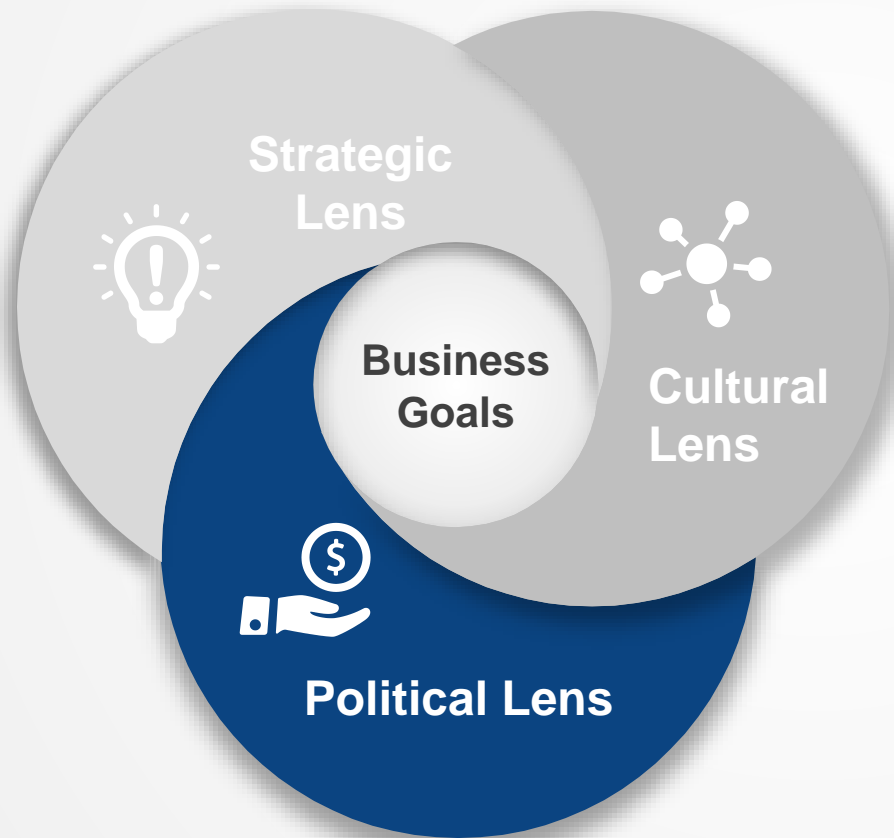 Strategic
Lens
Business
Goals
Cultural
Lens
$
Political Lens